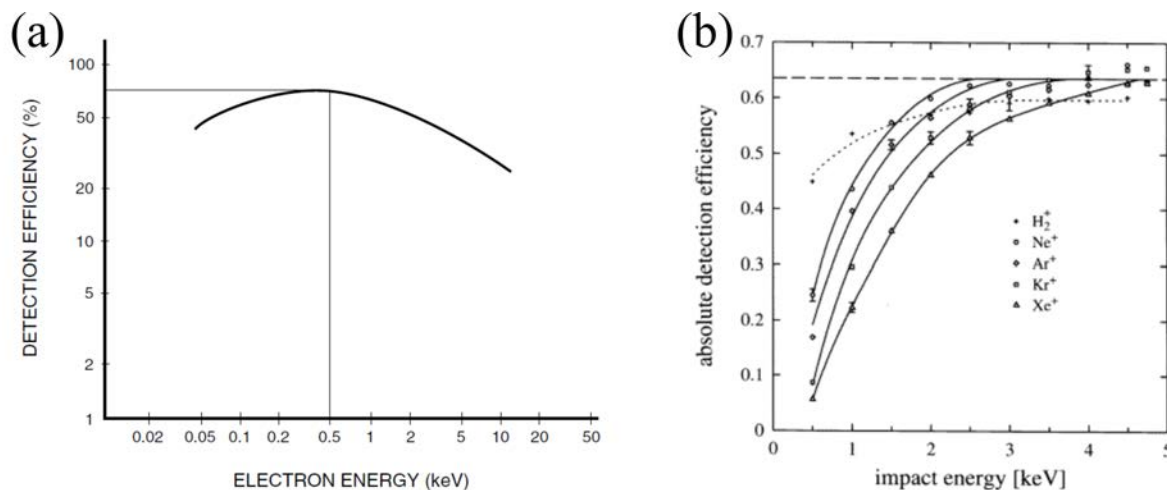 (a)
DETECTION EFFICIENCY (%)
100
50
20
10
5
2
1
0.02 0.05 0.1 0.2 0.5 1 2 5 10 20 50
ELECTRON ENERGY (keV)
(b)
absolute detection efficiency
0.7
0.6
0.5
0.4
0.3
0.2
0.1
0
0 1 2 3 4 5
impact energy [keV]
H₂⁺
Ne⁺
Ar⁺
Kr⁺
Xe⁺